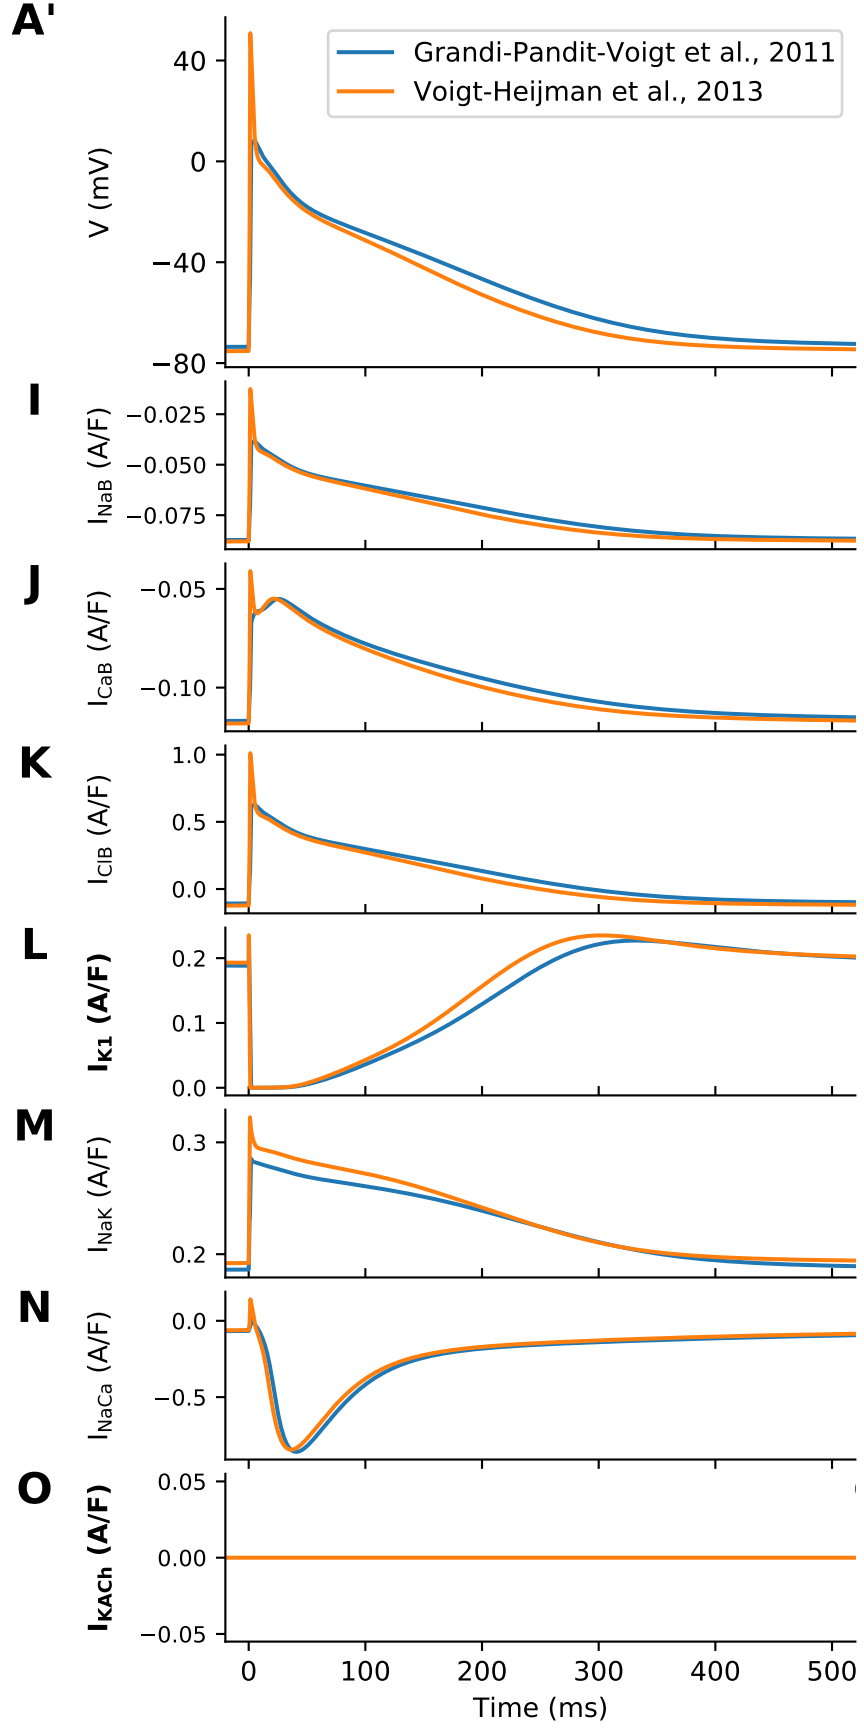 A'
Grandi-Pandit-Voigt et al., 2011
Voigt-Heijman et al., 2013
V (mV)
40
0
−40
−80
I
I_NaB (A/F)
−0.025
−0.050
−0.075
J
I_CaB (A/F)
−0.05
−0.10
K
I_ClB (A/F)
1.0
0.5
0.0
L
I_K1 (A/F)
0.2
0.1
0.0
M
I_NaK (A/F)
0.3
0.2
N
I_NaCa (A/F)
0.0
−0.5
O
I_KACh (A/F)
0.05
0.00
−0.05
0 100 200 300 400 500
Time (ms)